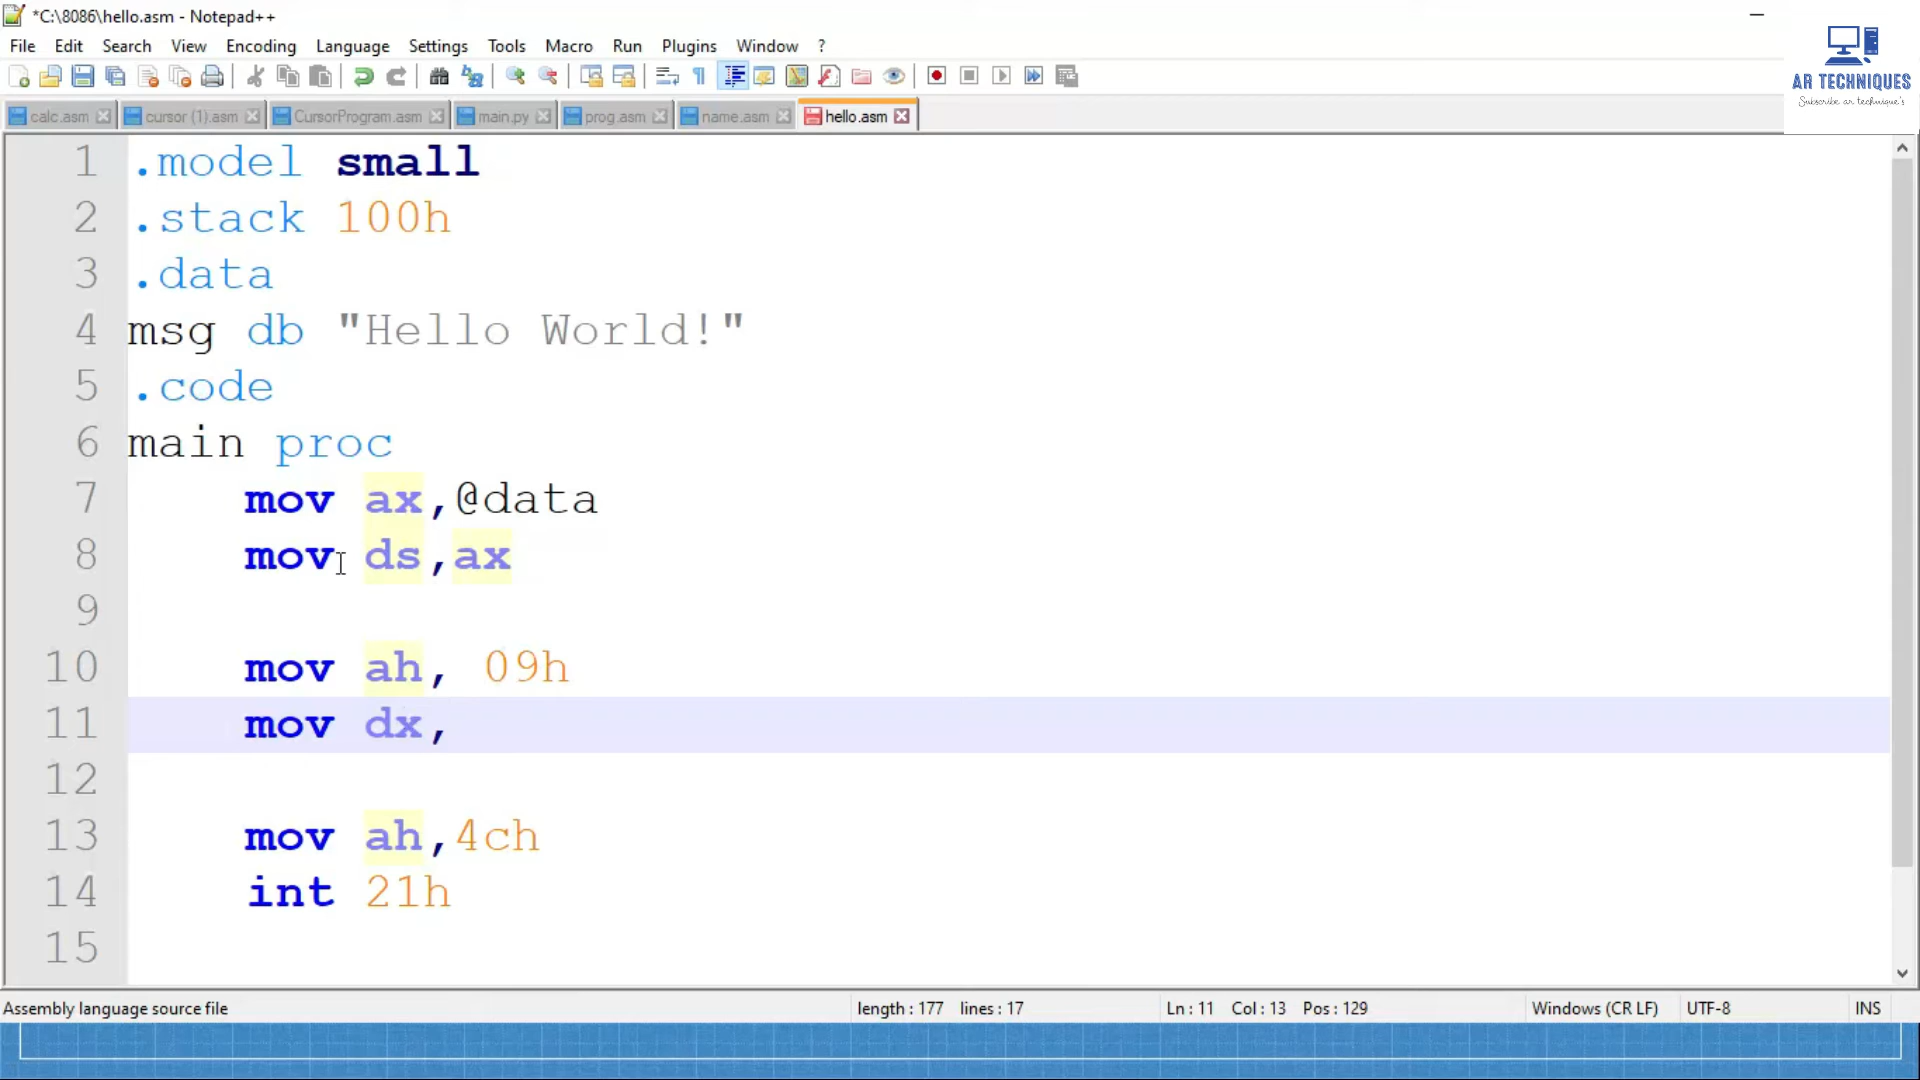 *C:\8086\hello.asm - Notepad++
File Edit Search View Encoding Language Settings Tools Macro Run Plugins Window ?
AR TECHNIQUES
Subscribe ar technique's
calc.asm cursor (1).asm CursorProgram.asm main.py prog.asm name.asm hello.asm
1 .model small
2 .stack 100h
3 .data
4 msg db "Hello World!"
5 .code
6 main proc
7 mov ax,@data
8 mov ds,ax
9
10 mov ah, 09h
11 mov dx,
12
13 mov ah,4ch
14 int 21h
15
Assembly language source file length : 177 lines : 17 Ln : 11 Col : 13 Pos : 129 Windows (CR LF) UTF-8 INS